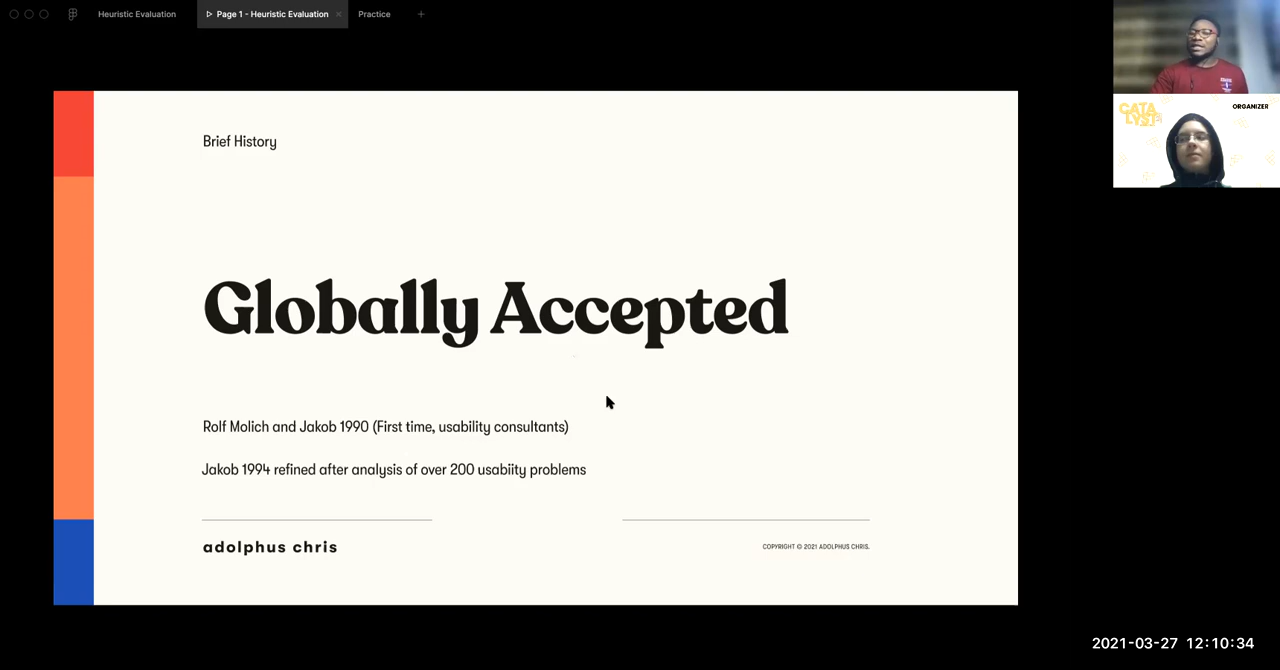 Heuristic Evaluation
Page 1 - Heuristic Evaluation
Practice
CATA
LYST
ORGANIZER
Brief History
Globally Accepted
Rolf Molich and Jakob 1990 (First time, usability consultants)
Jakob 1994 refined after analysis of over 200 usabiity problems
adolphus chris
COPYRIGHT © 2021 ADOLPHUS CHRIS.
2021-03-27 12:10:34